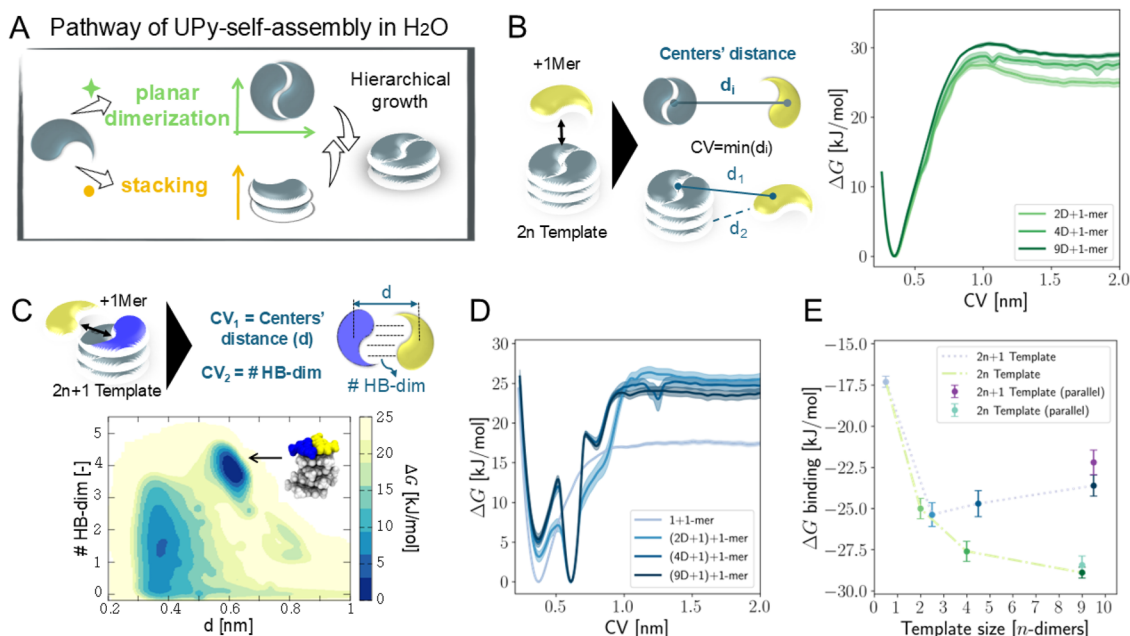 A
Pathway of UPy-self-assembly in H2O
planar
dimerization
stacking
Hierarchical
growth
B
+1Mer
2n Template
Centers'
distance
di
CV=min(di)
d1
d2
ΔG [kJ/mol]
30
20
10
0
0.5
1.0
1.5
2.0
CV [nm]
2D+1-mer
4D+1-mer
9D+1-mer
C
+1Mer
2n+1 Template
CV1 = Centers'
distance (d)
CV2 = # HB-dim
d
# HB-dim
# HB-dim [-]
5
4
3
2
1
0
0.2
0.4
0.6
0.8
1
d [nm]
25
20
15
10
5
0
ΔG [kJ/mol]
D
ΔG [kJ/mol]
30
25
20
15
10
5
0
0.5
1.0
1.5
2.0
CV [nm]
1+1-mer
(2D+1)+1-mer
(4D+1)+1-mer
(9D+1)+1-mer
E
ΔG binding [kJ/mol]
−15.0
−17.5
−20.0
−22.5
−25.0
−27.5
−30.0
0
1
2
3
4
5
6
7
8
9
10
Template size [n-dimers]
2n+1 Template
2n Template
2n+1 Template (parallel)
2n Template (parallel)